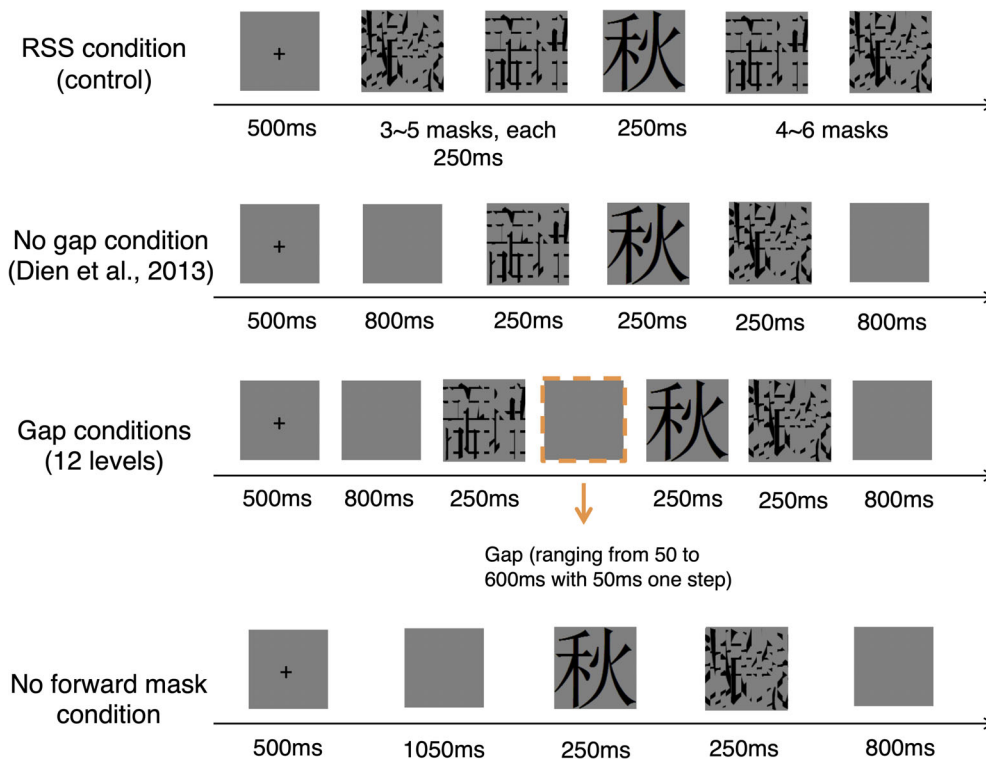 RSS condition
(control)
+
秋
500ms
3~5 masks, each
250ms
250ms
4~6 masks
No gap condition
(Dien et al., 2013)
+
秋
500ms
800ms
250ms
250ms
250ms
800ms
Gap conditions
(12 levels)
+
秋
500ms
800ms
250ms
250ms
250ms
800ms
Gap (ranging from 50 to
600ms with 50ms one step)
No forward mask
condition
+
秋
500ms
1050ms
250ms
250ms
800ms